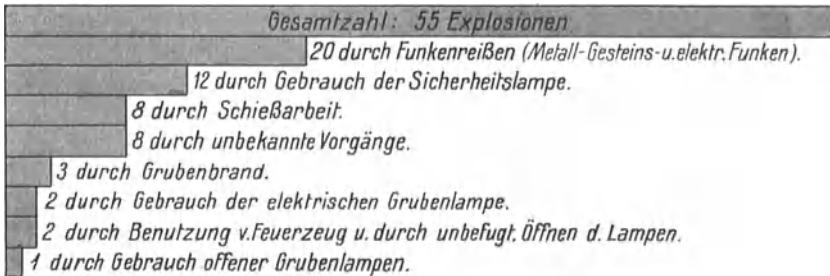 Gesamtzahl: 55 Explosionen
20 durch Funkenreißen (Metall-Gesteins-u.elektr.Funken).
12 durch Gebrauch der Sicherheitslampe.
8 durch Schießarbeit.
8 durch unbekannte Vorgänge.
3 durch Grubenbrand.
2 durch Gebrauch der elektrischen Grubenlampe.
2 durch Benutzung v.Feuerzeug u. durch unbefugt. Öffnen d. Lampen.
1 durch Gebrauch offener Grubenlampen.